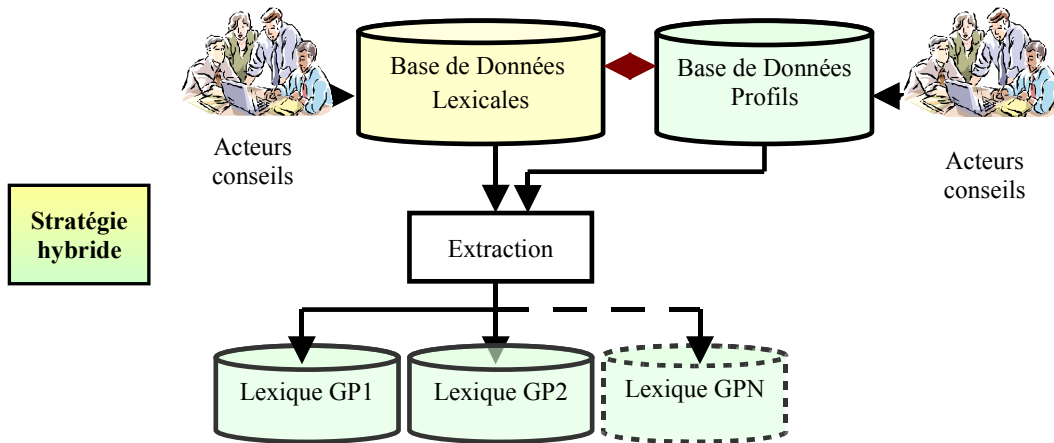 Base de Données
Lexicales
Base de Données
Profils
Acteurs
conseils
Acteurs
conseils
Stratégie
hybride
Extraction
Lexique GP1
Lexique GP2
Lexique GPN